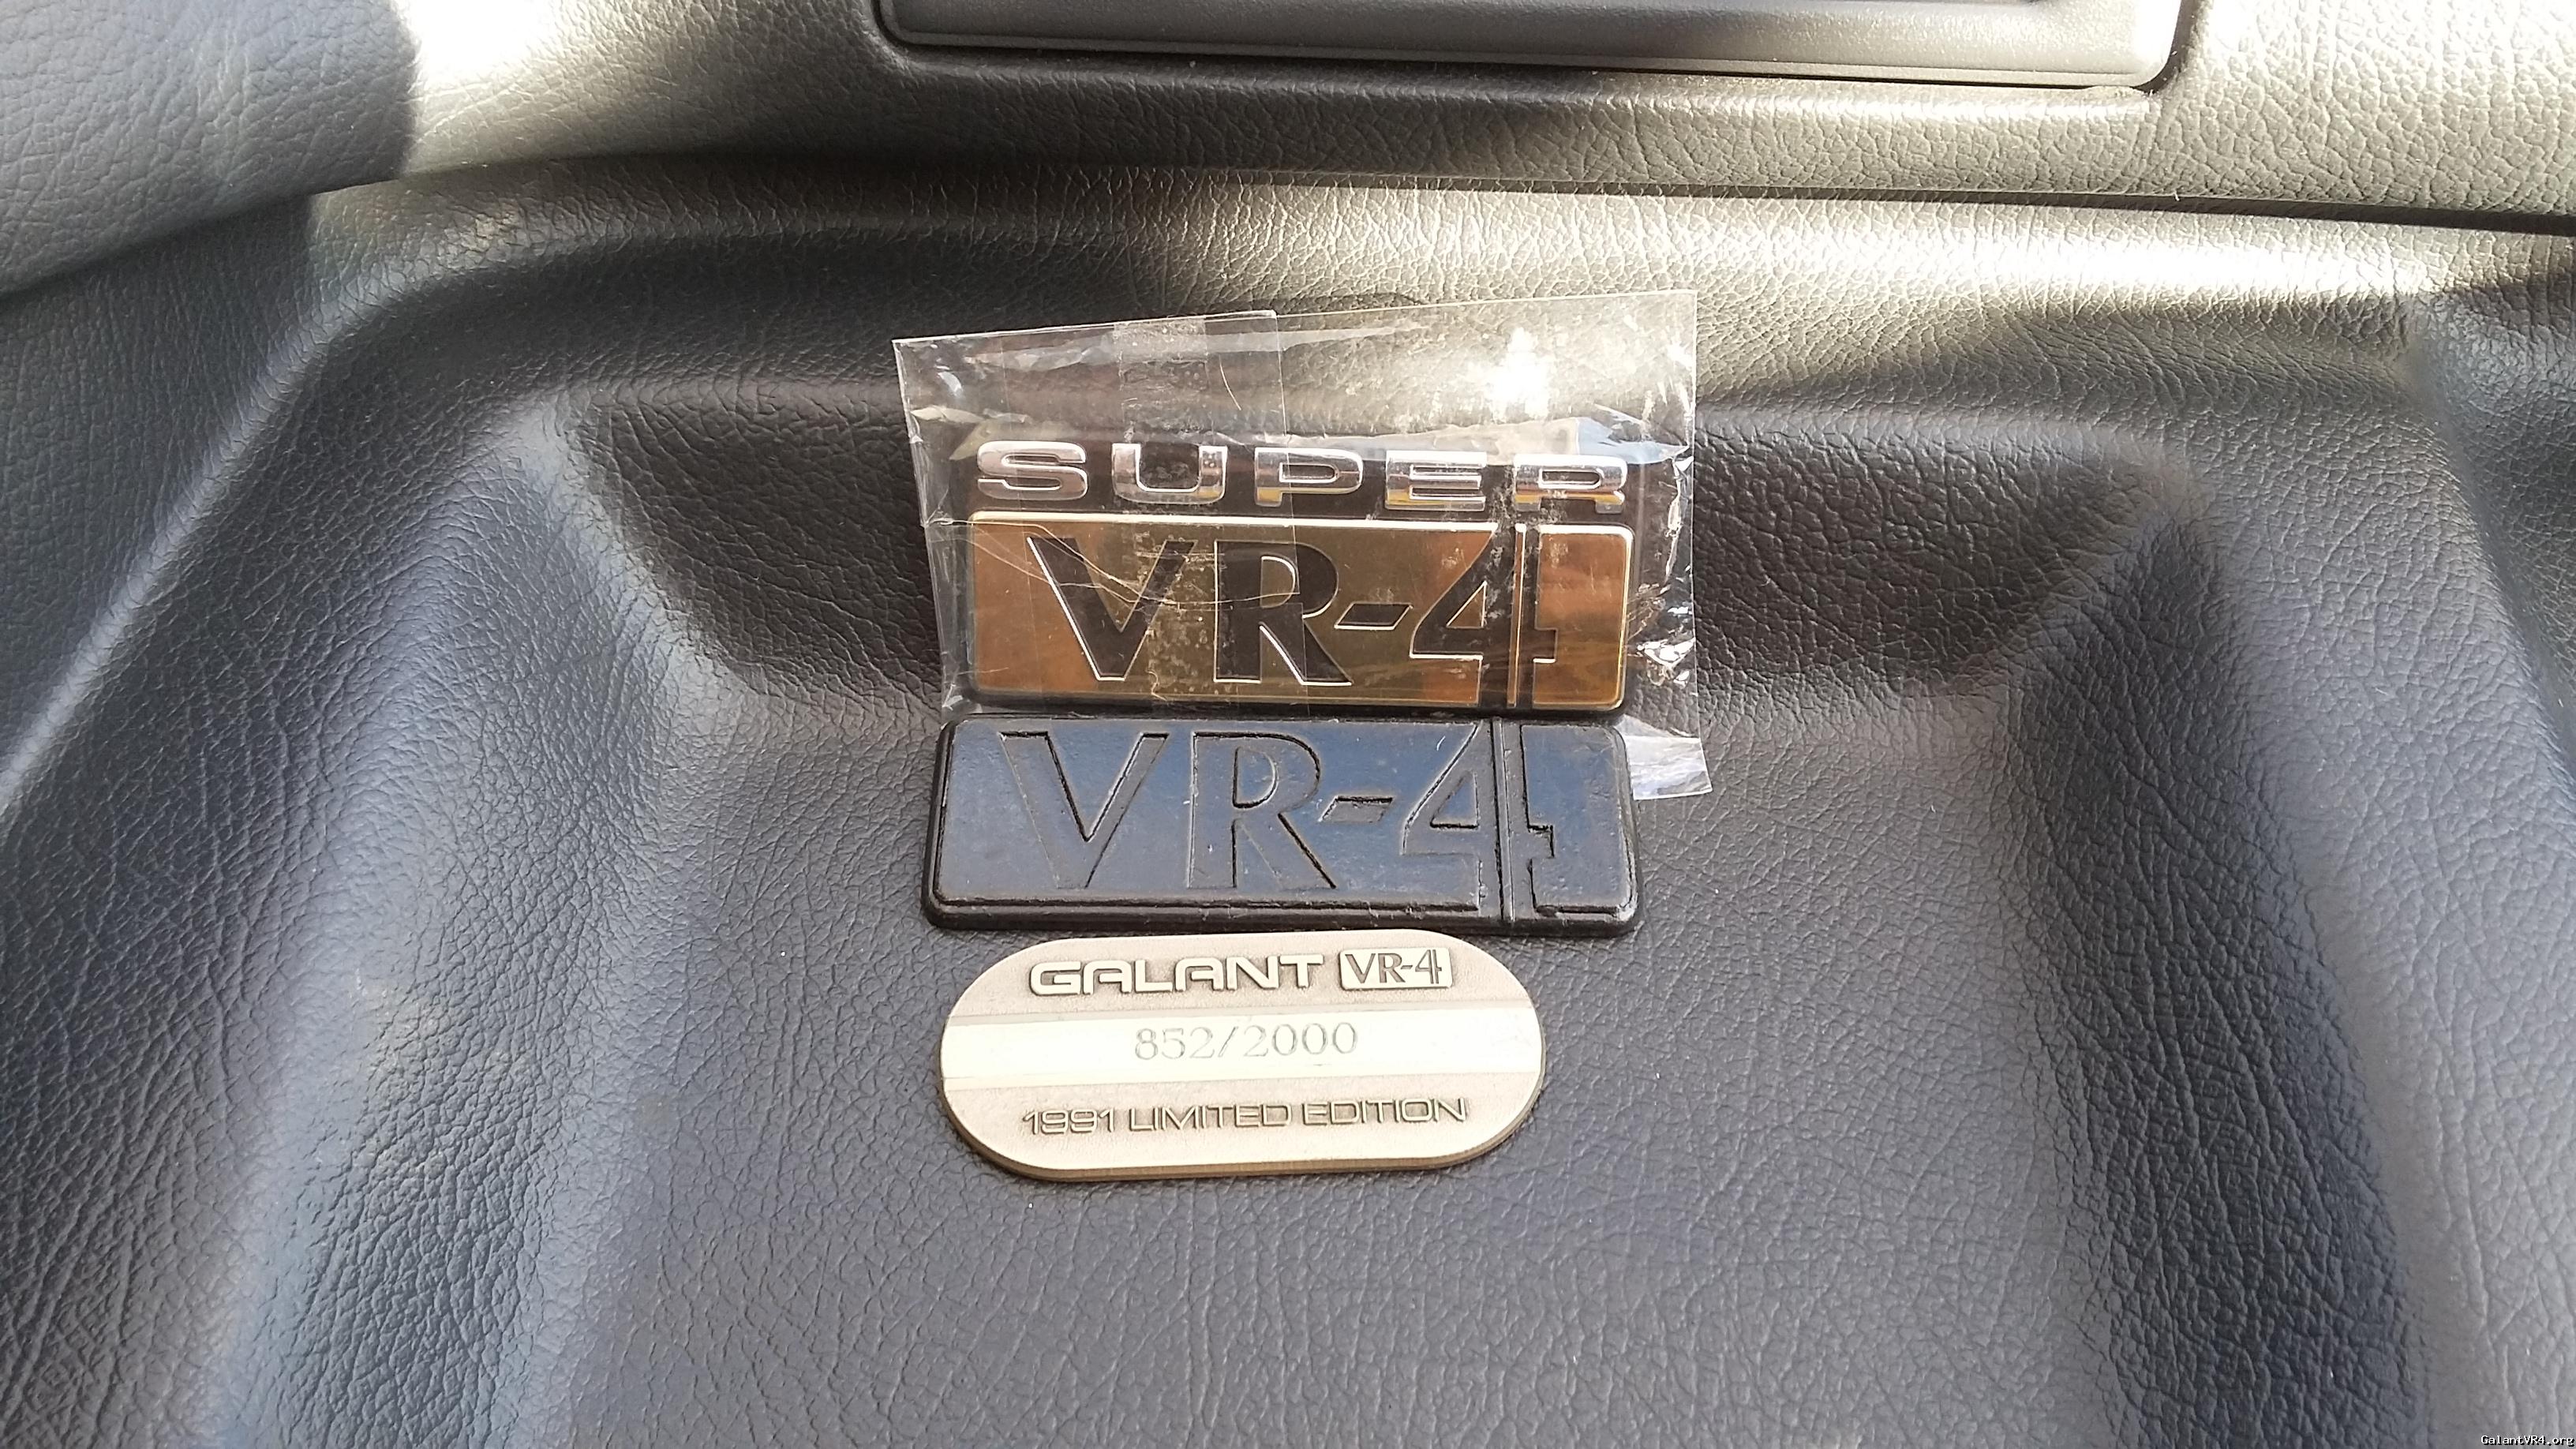 SUPER
VR-4
VR-4
GALANT VR-4
852/2000
1991 LIMITED EDITION
GalantVR4.org